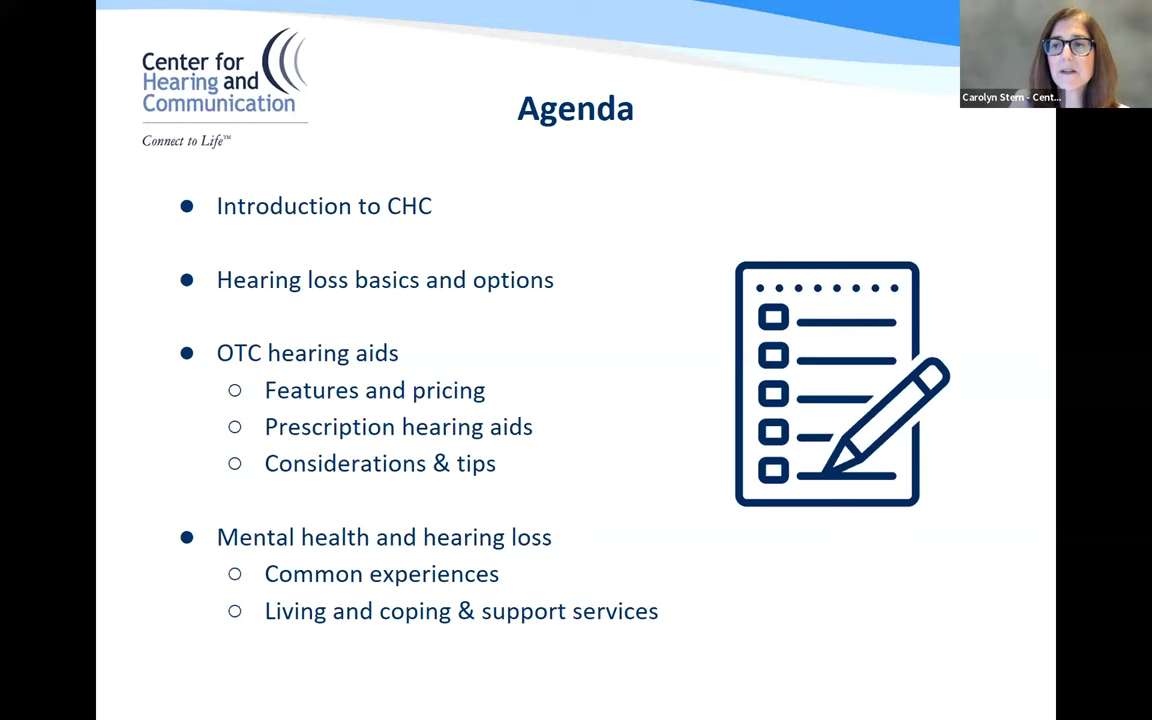 Center for
Hearing and
Communication
Connect to Life™
Agenda
Carolyn Stern - Cent...
● Introduction to CHC
● Hearing loss basics and options
● OTC hearing aids
○ Features and pricing
○ Prescription hearing aids
○ Considerations & tips
● Mental health and hearing loss
○ Common experiences
○ Living and coping & support services